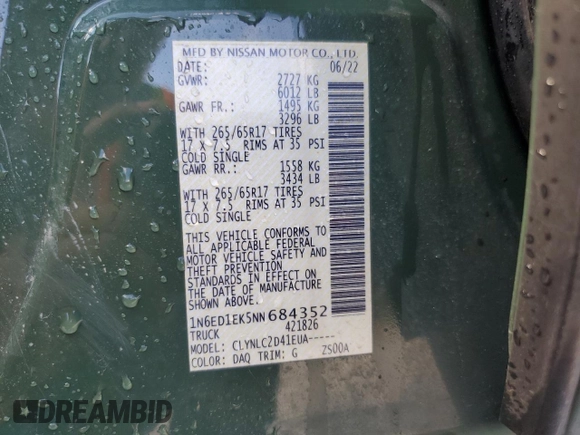 MFD BY NISSAN MOTOR CO., LTD.
DATE: 06/22
GVWR: 2727 KG
6012 LB
GAWR FR.: 1495 KG
3296 LB
WITH 265/65R17 TIRES
17 X 7.5 RIMS AT 35 PSI
COLD SINGLE
GAWR RR.: 1558 KG
3434 LB
WITH 265/65R17 TIRES
17 X 7.5 RIMS AT 35 PSI
COLD SINGLE
THIS VEHICLE CONFORMS TO
ALL APPLICABLE FEDERAL
MOTOR VEHICLE SAFETY AND
THEFT PREVENTION
STANDARDS IN EFFECT ON
THE DATE OF MANUFACTURE
SHOWN ABOVE.
1N6ED1EK5NN684352
TRUCK 421826
MODEL: CLYNLCZD41EUA-----
COLOR: DAQ TRIM: G ZS00A
DREAMBID